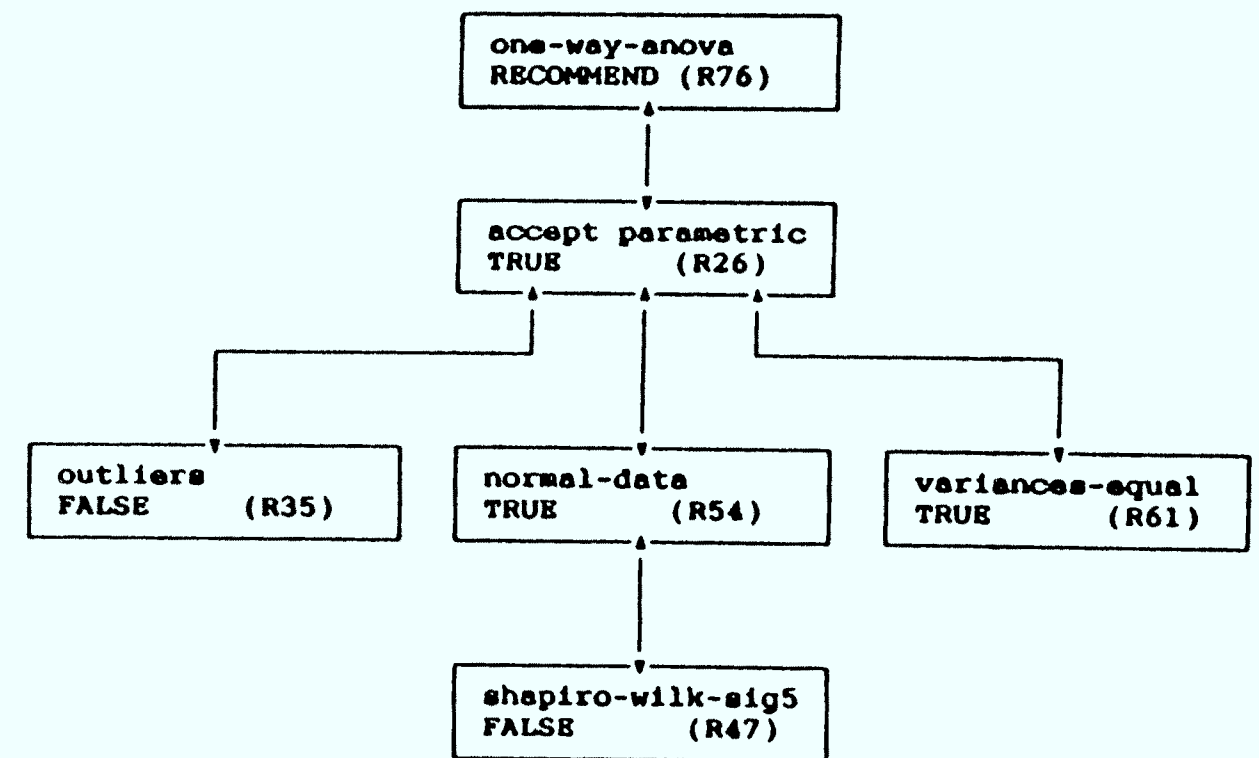 one-way-anova
RECOMMEND (R76)
accept parametric
TRUE (R26)
outliers
FALSE (R35)
normal-data
TRUE (R54)
variances-equal
TRUE (R61)
shapiro-wilk-sig5
FALSE (R47)